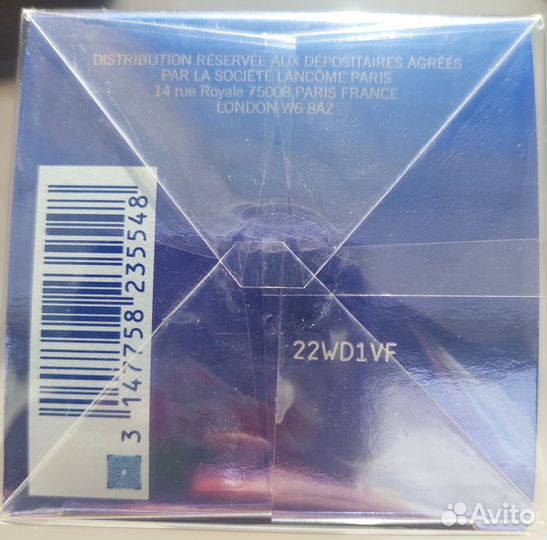 DISTRIBUTION RÉSERVÉE AUX DÉPOSITAIRES AGRÉÉS
PAR LA SOCIÉTÉ LANCÔME PARIS
14 rue Royale 75008 PARIS FRANCE
LONDON W6 8AZ
3 147758 235548
22WD1VF
Avito